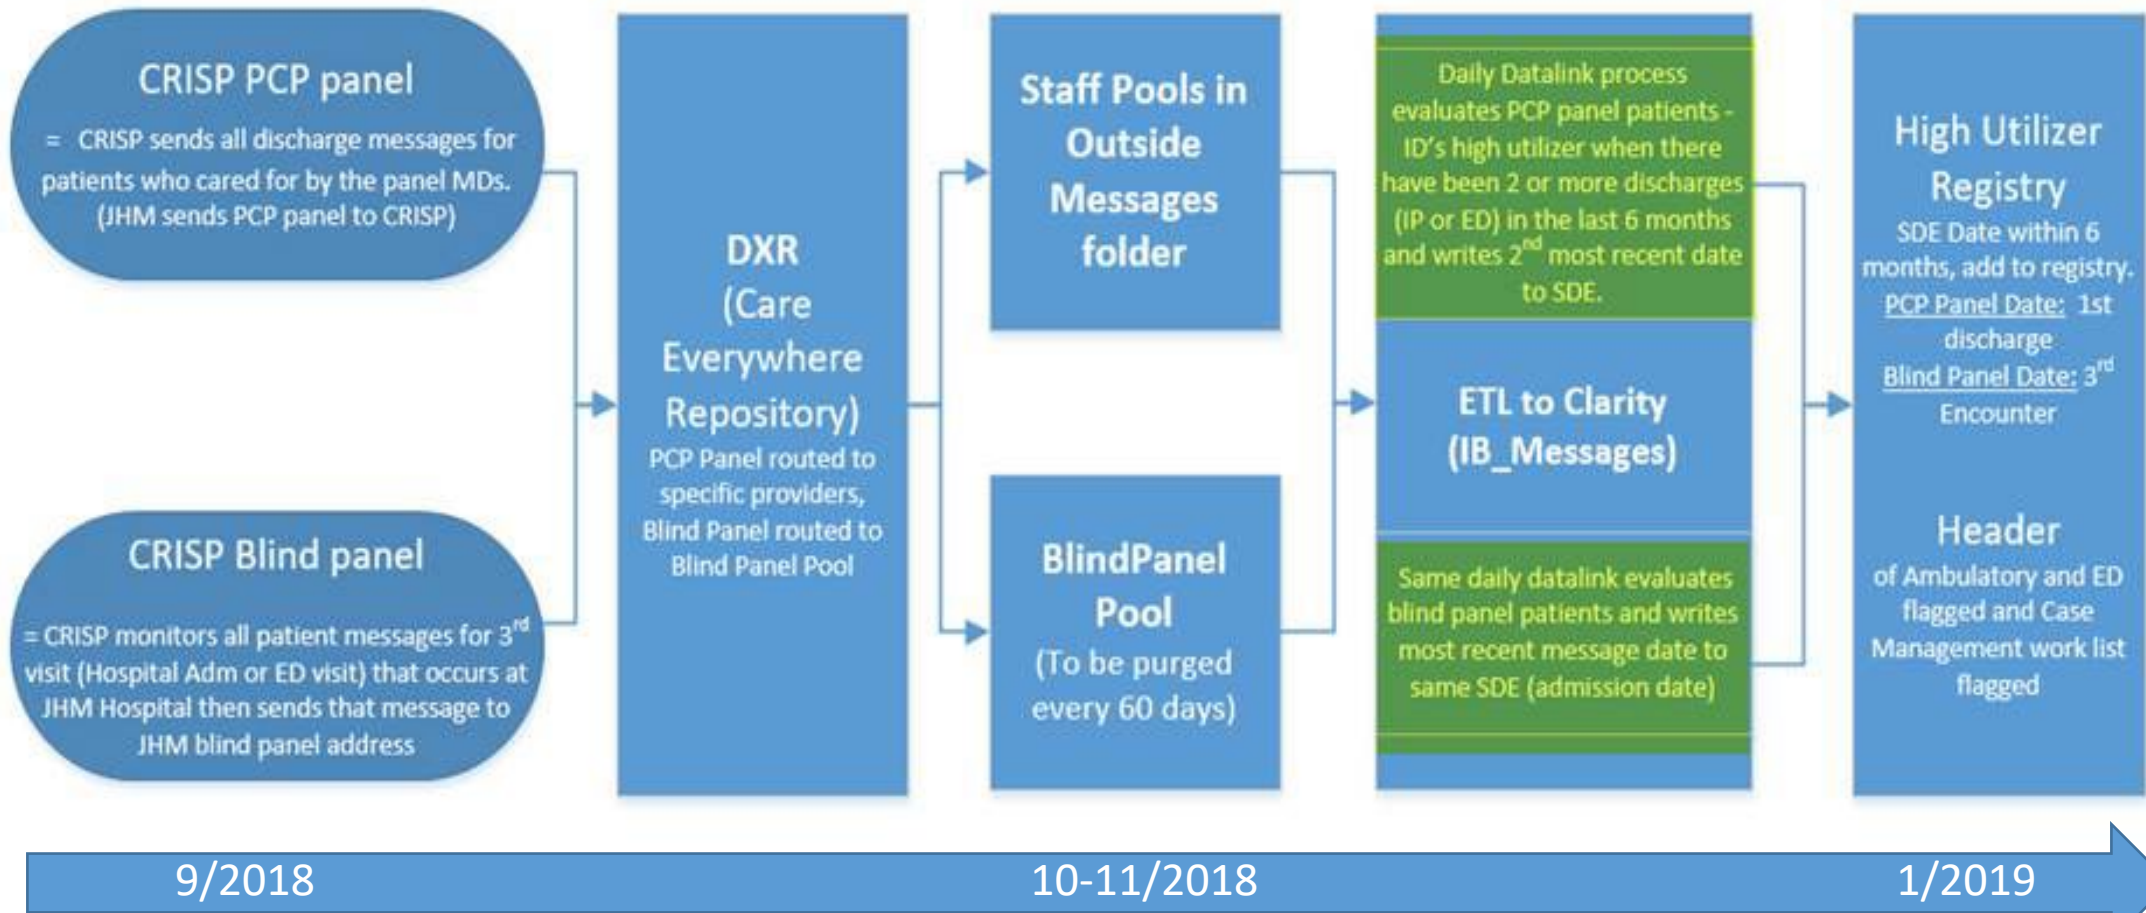 CRISP PCP panel
= CRISP sends all discharge messages for
patients who cared for by the panel MDs.
(JHM sends PCP panel to CRISP)
CRISP Blind panel
= CRISP monitors all patient messages for 3rd
visit (Hospital Adm or ED visit) that occurs at
JHM Hospital then sends that message to
JHM blind panel address
DXR
(Care
Everywhere
Repository)
PCP Panel routed to
specific providers,
Blind Panel routed to
Blind Panel Pool
Staff Pools in
Outside
Messages
folder
BlindPanel
Pool
(To be purged
every 60 days)
Daily Datalink process
evaluates PCP panel patients -
ID's high utilizer when there
have been 2 or more discharges
(IP or ED) in the last 6 months
and writes 2nd most recent date
to SDE.
ETL to Clarity
(IB_Messages)
Same daily datalink evaluates
blind panel patients and writes
most recent message date to
same SDE (admission date)
High Utilizer
Registry
SDE Date within 6
months, add to registry.
PCP Panel Date: 1st
discharge
Blind Panel Date: 3rd
Encounter
Header
of Ambulatory and ED
flagged and Case
Management work list
flagged
9/2018
10-11/2018
1/2019